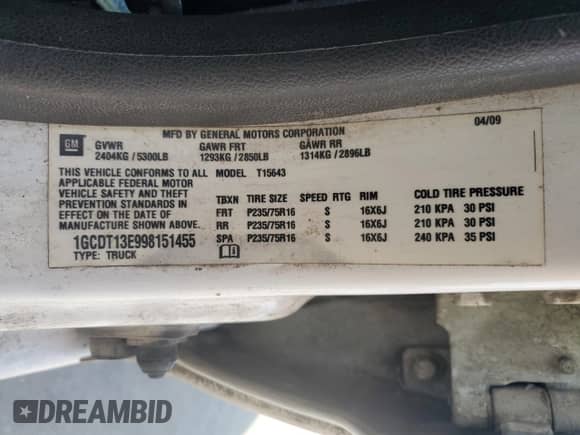 MFD BY GENERAL MOTORS CORPORATION 04/09
GM GVWR GAWR FRT GAWR RR
2404KG / 5300LB 1293KG / 2850LB 1314KG / 2896LB
THIS VEHICLE CONFORMS TO ALL MODEL T15643
APPLICABLE FEDERAL MOTOR
VEHICLE SAFETY AND THEFT
PREVENTION STANDARDS IN
EFFECT ON THE DATE OF
MANUFACTURE SHOWN ABOVE.
1GCDT13E998151455
TYPE: TRUCK
TBXN TIRE SIZE SPEED RTG RIM COLD TIRE PRESSURE
FRT P235/75R16 S 16X6J 210 KPA 30 PSI
RR P235/75R16 S 16X6J 210 KPA 30 PSI
SPA P235/75R16 S 16X6J 240 KPA 35 PSI
DREAMBID